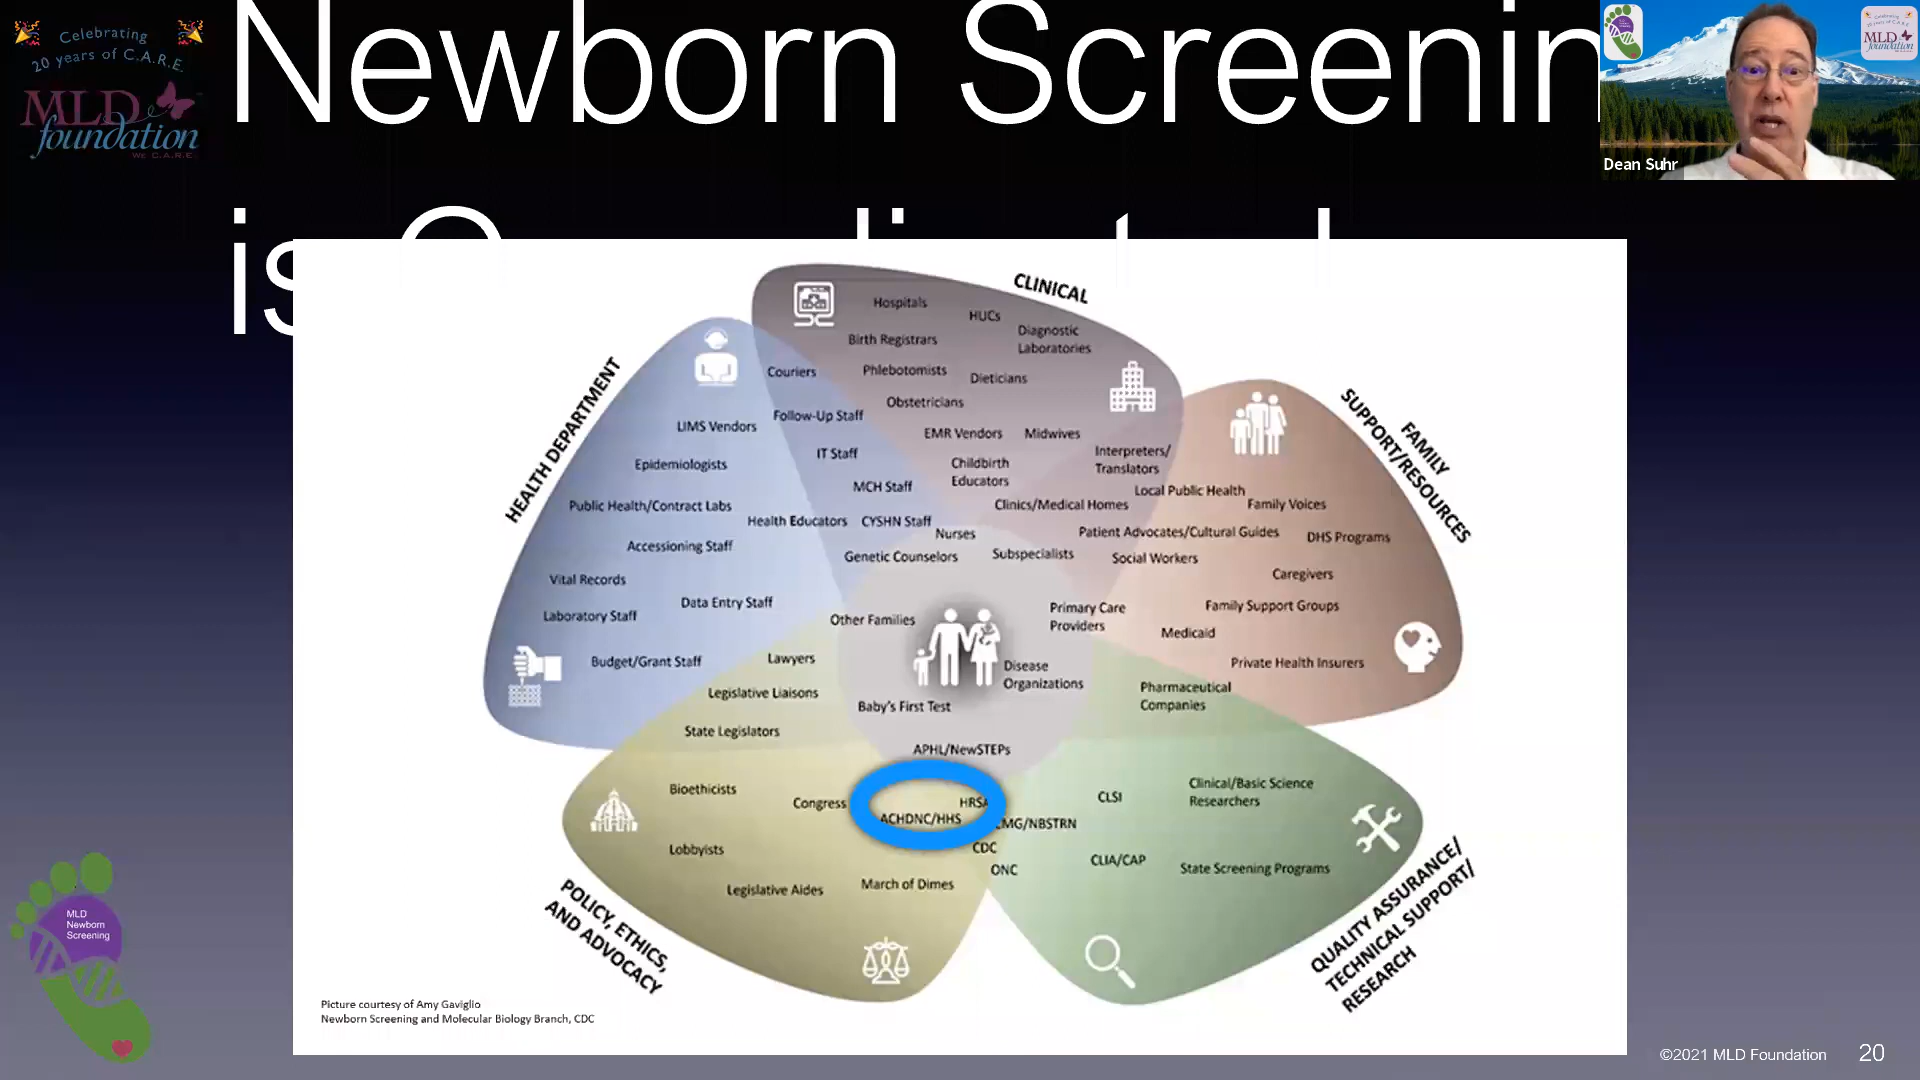 Celebrating
20 years of C.A.R.E.
MLD
foundation
WE C.A.R.E.
Newborn Screenin
is
Dean Suhr
MLD
foundation
CLINICAL
Hospitals
HUCs
Birth Registrars
Diagnostic
Laboratories
Couriers
Phlebotomists
Dieticians
Obstetricians
Follow-Up Staff
EMR Vendors
Midwives
IT Staff
Childbirth
Educators
Interpreters/
Translators
MCH Staff
Clinics/Medical Homes
Health Educators
CYSHN Staff
Nurses
Genetic Counselors
Subspecialists
HEALTH DEPARTMENT
LIMS Vendors
Epidemiologists
Public Health/Contract Labs
Accessioning Staff
Vital Records
Data Entry Staff
Laboratory Staff
Budget/Grant Staff
FAMILY
SUPPORT/RESOURCES
Local Public Health
Family Voices
Patient Advocates/Cultural Guides
DHS Programs
Social Workers
Caregivers
Family Support Groups
Medicaid
Private Health Insurers
Pharmaceutical
Companies
Other Families
Primary Care
Providers
Disease
Organizations
Baby's First Test
APHL/NewSTEPs
Lawyers
Legislative Liaisons
State Legislators
Bioethicists
Congress
HRSA
ACHDNC/HHS
CMG/NBSTRN
CDC
ONC
Lobbyists
Legislative Aides
March of Dimes
POLICY, ETHICS,
AND ADVOCACY
CLSI
Clinical/Basic Science
Researchers
CLIA/CAP
State Screening Programs
QUALITY ASSURANCE/
TECHNICAL SUPPORT/
RESEARCH
MLD
Newborn
Screening
Picture courtesy of Amy Gaviglio
Newborn Screening and Molecular Biology Branch, CDC
©2021 MLD Foundation
20